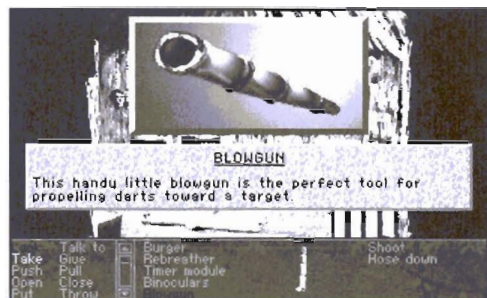 BLOWGUN
This handy little blowgun is the perfect tool for
propelling darts toward a target.
Talk to
Take Give
Push Pull
Open Close
Put Throw
Burger
Rebreather
Timer module
Binoculars
Shoot
Hose down